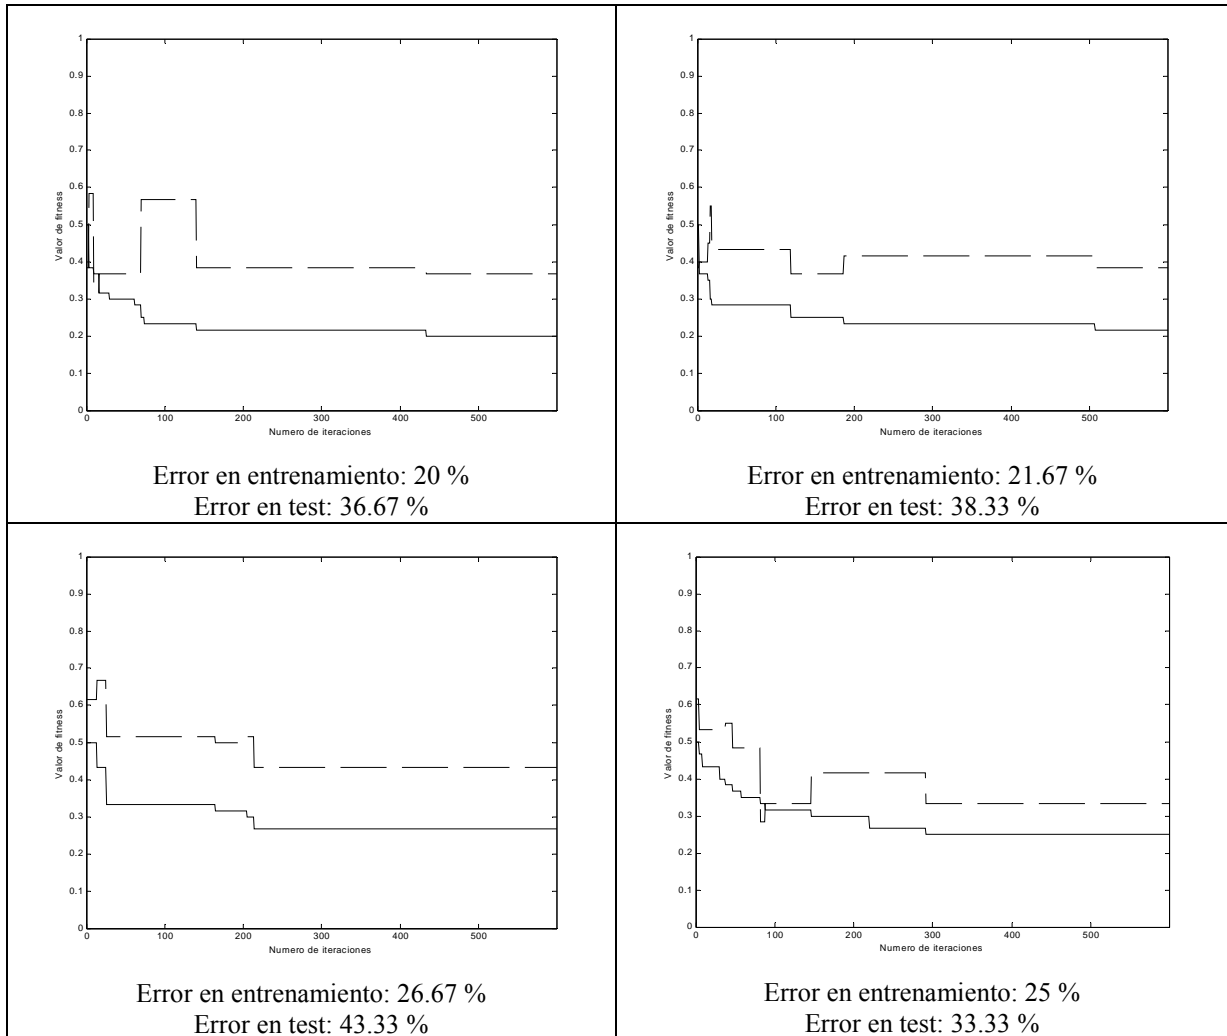 1
0.9
0.8
0.7
0.6
0.5
0.4
0.3
0.2
0.1
0
Valor de fitness
0 100 200 300 400 500
Numero de iteraciones
Error en entrenamiento: 20 %
Error en test: 36.67 %
1
0.9
0.8
0.7
0.6
0.5
0.4
0.3
0.2
0.1
0
Valor de fitness
0 100 200 300 400 500
Numero de iteraciones
Error en entrenamiento: 21.67 %
Error en test: 38.33 %
1
0.9
0.8
0.7
0.6
0.5
0.4
0.3
0.2
0.1
0
Valor de fitness
0 100 200 300 400 500
Numero de iteraciones
Error en entrenamiento: 26.67 %
Error en test: 43.33 %
1
0.9
0.8
0.7
0.6
0.5
0.4
0.3
0.2
0.1
0
Valor de fitness
0 100 200 300 400 500
Numero de iteraciones
Error en entrenamiento: 25 %
Error en test: 33.33 %